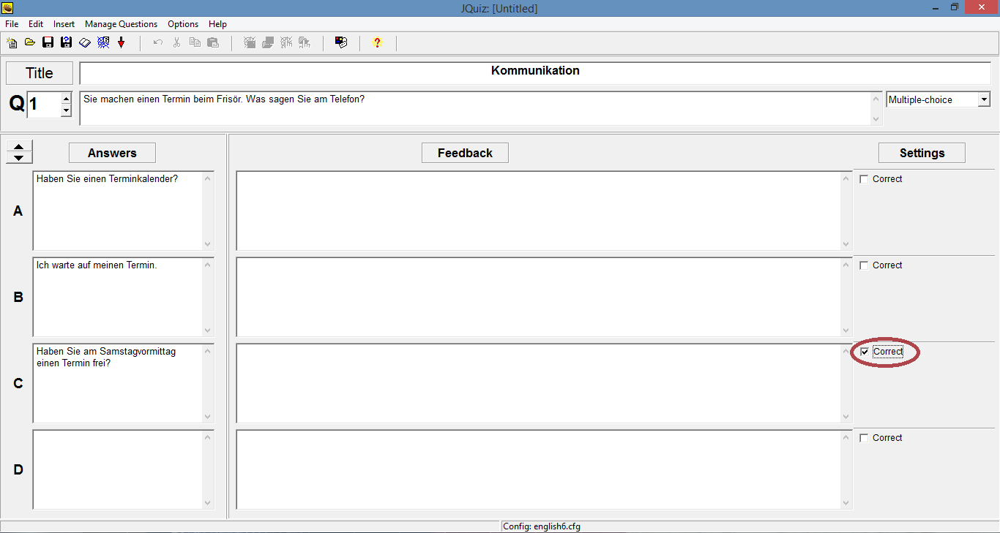 JQuiz: [Untitled]
File Edit Insert Manage Questions Options Help
Title
Kommunikation
Q 1
Sie machen einen Termin beim Frisör. Was sagen Sie am Telefon?
Multiple-choice
Answers
Feedback
Settings
A
Haben Sie einen Terminkalender?
Correct
B
Ich warte auf meinen Termin.
Correct
C
Haben Sie am Samstagvormittag
einen Termin frei?
Correct
D
Correct
Config: english6.cfg